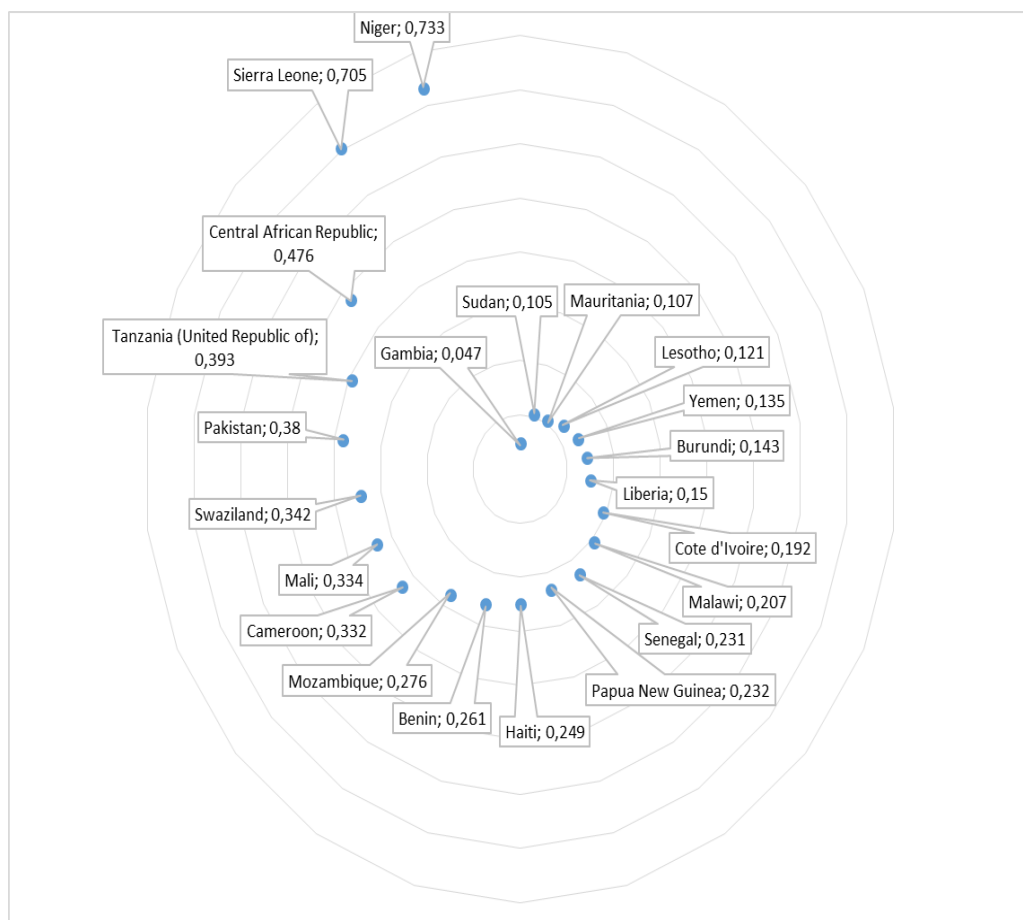 Niger; 0,733
Sierra Leone; 0,705
Central African Republic;
0,476
Sudan; 0,105
Mauritania; 0,107
Tanzania (United Republic of);
0,393
Gambia; 0,047
Lesotho; 0,121
Yemen; 0,135
Pakistan; 0,38
Burundi; 0,143
Liberia; 0,15
Swaziland; 0,342
Cote d'Ivoire; 0,192
Mali; 0,334
Malawi; 0,207
Cameroon; 0,332
Senegal; 0,231
Mozambique; 0,276
Papua New Guinea; 0,232
Benin; 0,261
Haiti; 0,249